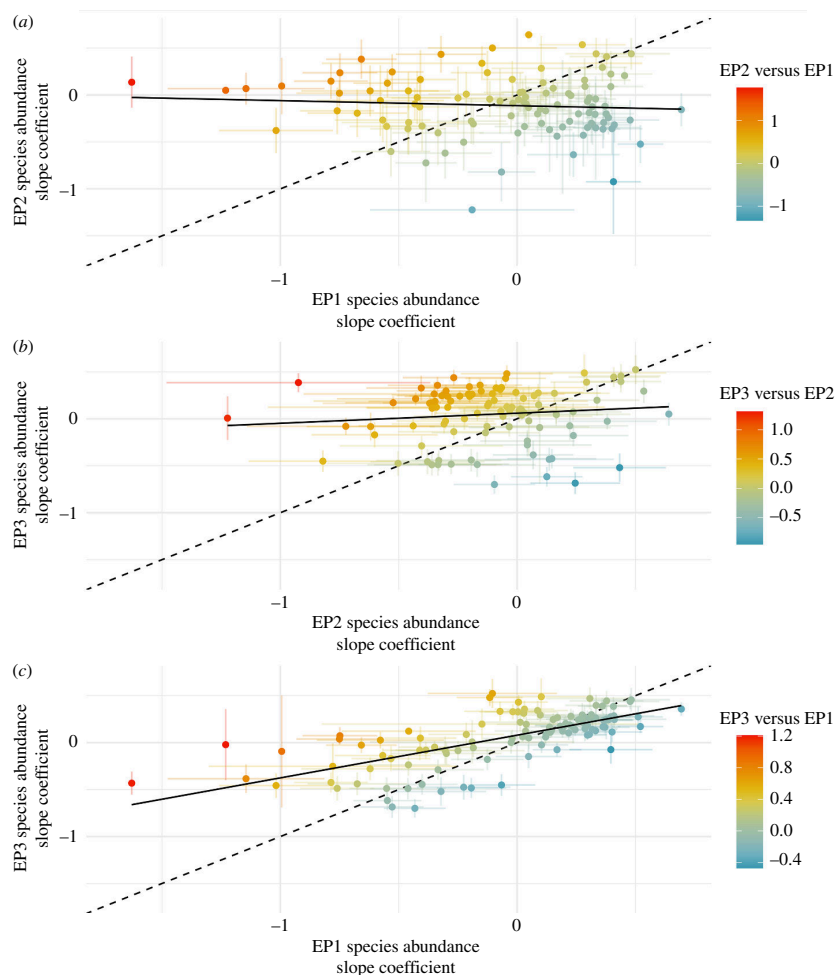 (a)
EP2 species abundance
slope coefficient
0
–1
–1
0
EP1 species abundance
slope coefficient
EP2 versus EP1
1
0
–1
(b)
EP3 species abundance
slope coefficient
0
–1
–1
0
EP2 species abundance
slope coefficient
EP3 versus EP2
1.0
0.5
0.0
–0.5
(c)
EP3 species abundance
slope coefficient
0
–1
–1
0
EP1 species abundance
slope coefficient
EP3 versus EP1
1.2
0.8
0.4
0.0
–0.4